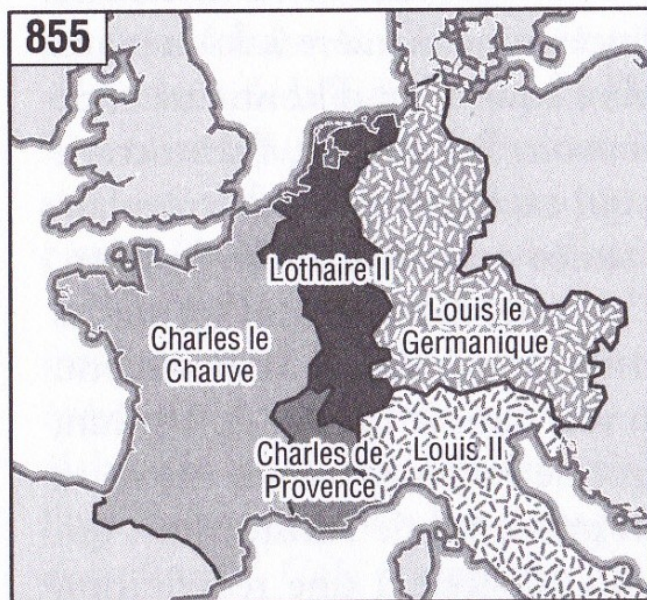 855
Lothaire II
Charles le
Chauve
Louis le
Germanique
Charles de
Provence
Louis II